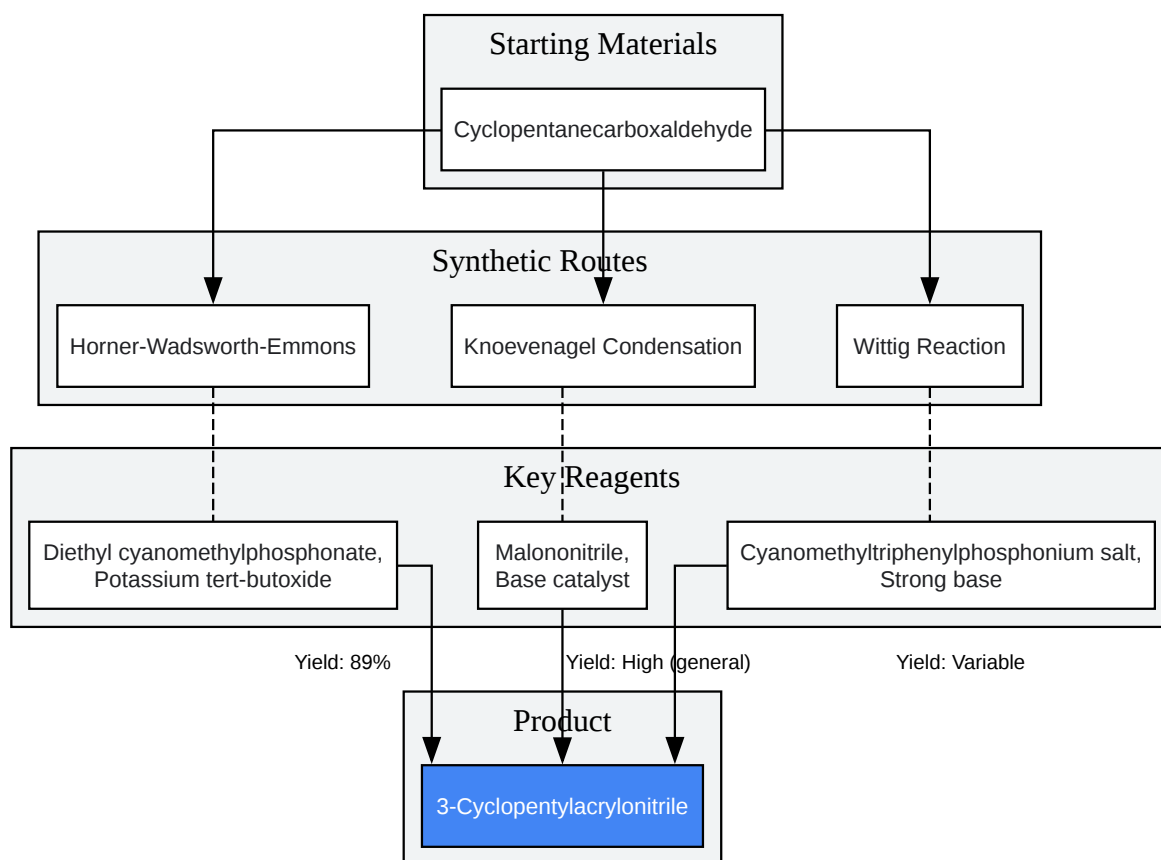 Starting Materials
Cyclopentanecarboxaldehyde
Synthetic Routes
Horner-Wadsworth-Emmons
Knoevenagel Condensation
Wittig Reaction
Key Reagents
Diethyl cyanomethylphosphonate,
Potassium tert-butoxide
Malononitrile,
Base catalyst
Cyanomethyltriphenylphosphonium salt,
Strong base
Yield: 89%
Yield: High (general)
Yield: Variable
Product
3-Cyclopentylacrylonitrile